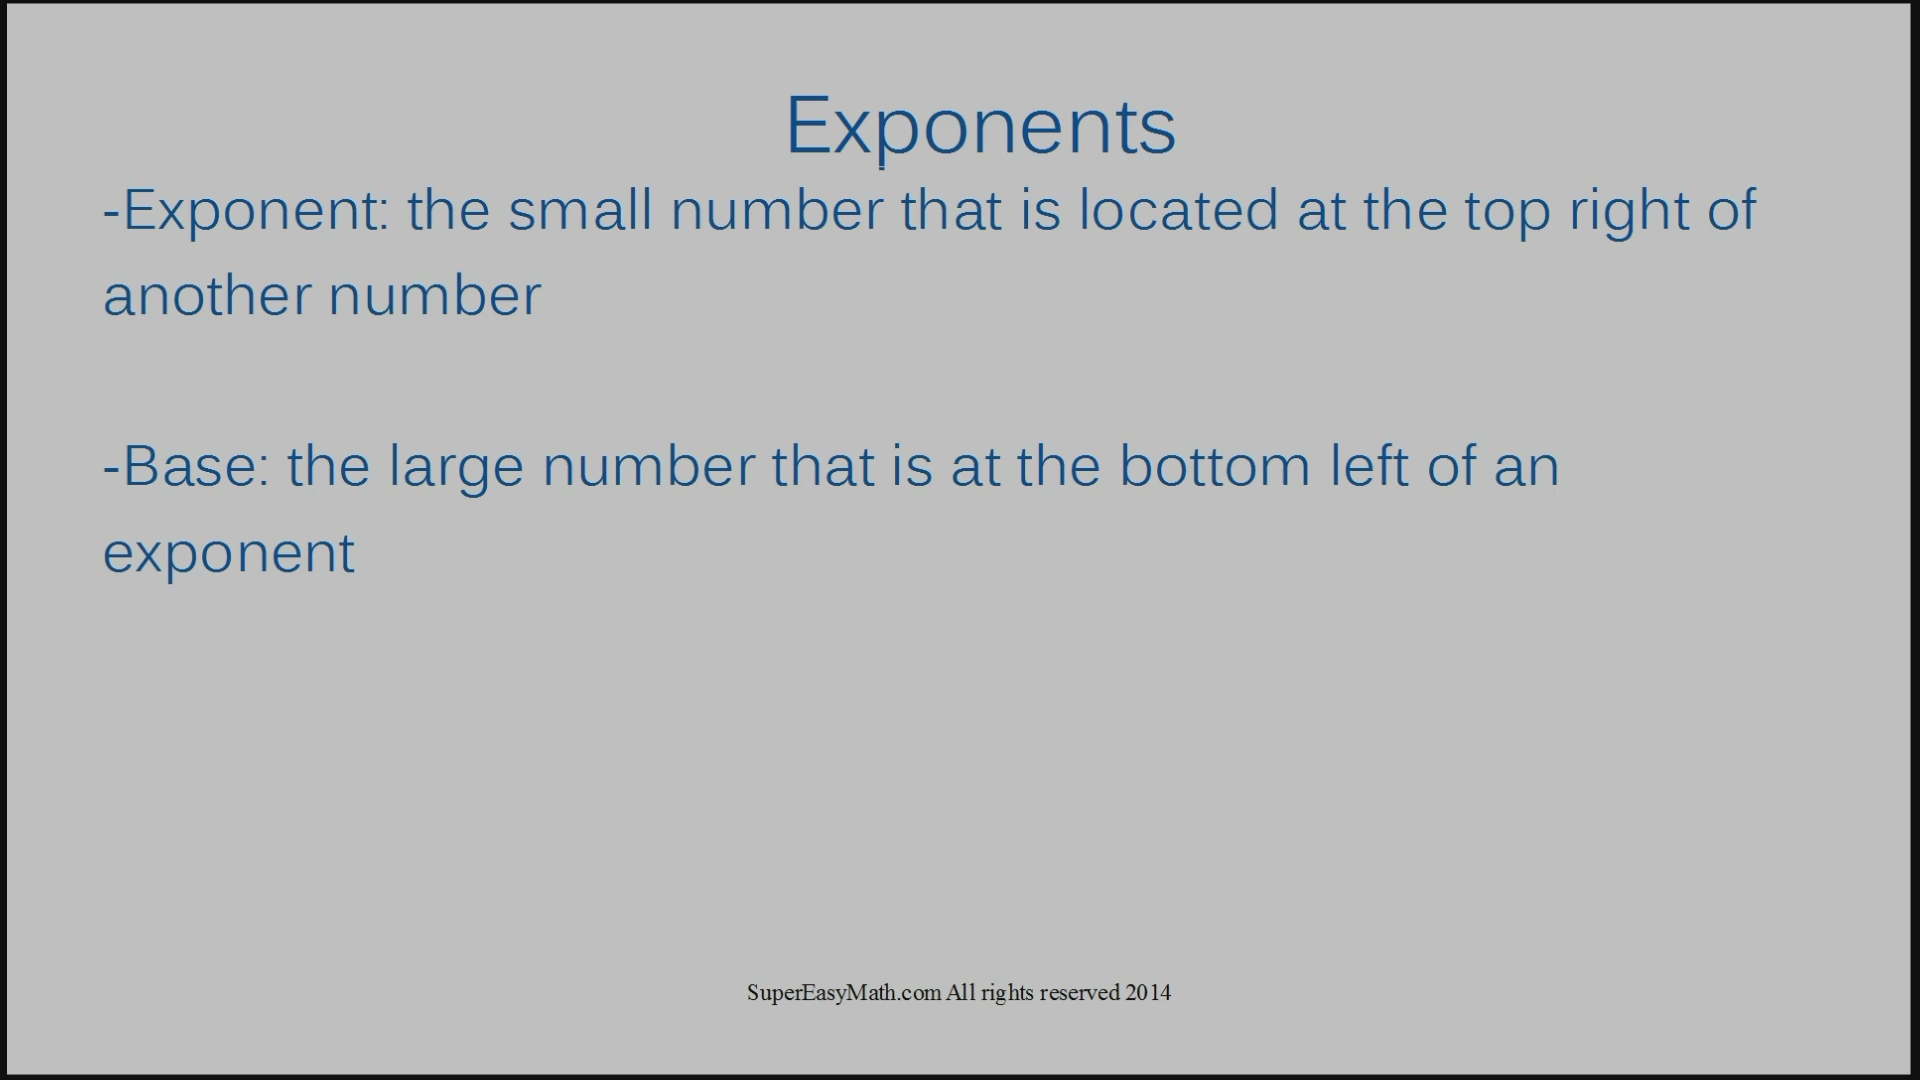 Exponents
-Exponent: the small number that is located at the top right of
another number
-Base: the large number that is at the bottom left of an
exponent
SuperEasyMath.com All rights reserved 2014